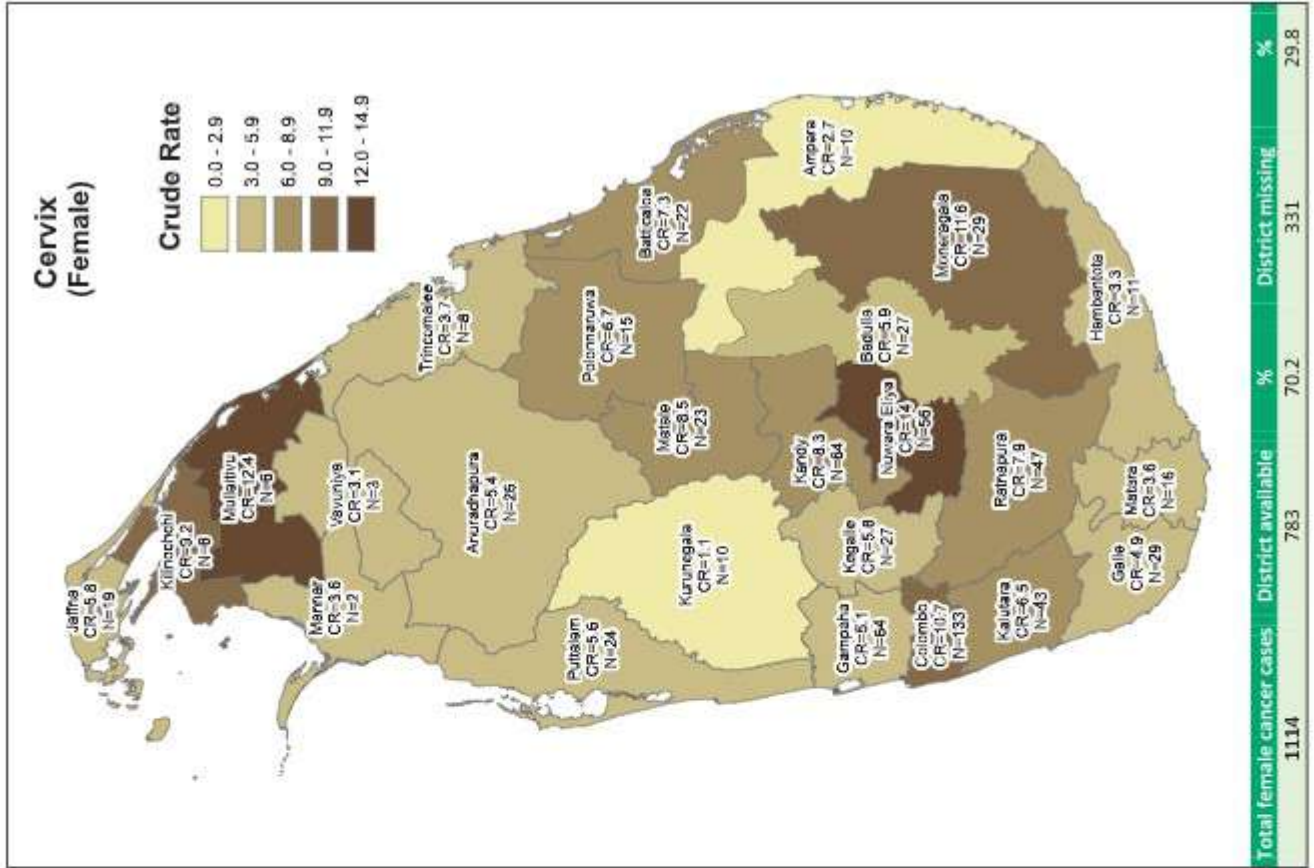 Cervix
(Female)
Crude Rate
0.0 - 2.9
3.0 - 5.9
6.0 - 8.9
9.0 - 11.9
12.0 - 14.9
Jaffna
CR=5.8
N=19
Kilinochchi
CR=9.2
Mullaitivu
CR=12.4
N=6
Vavuniya
CR=3.1
N=3
Mannar
CR=3.6
N=2
Trincomalee
CR=3.7
N=8
Anuradhapura
CR=5.4
Polonnaruwa
CR=6.7
N=15
Batticaloa
CR=7.3
N=22
Puttalam
CR=5.6
N=24
Kurunegala
CR=1.1
N=10
Matale
CR=8.5
N=23
Ampara
CR=2.7
N=10
Kandy
CR=8.3
N=64
Kegalle
CR=5.8
N=27
Nuwara Eliya
CR=14
N=56
Badulla
CR=5.9
N=27
Moneragala
CR=11.6
N=29
Gampaha
CR=5.1
N=64
Colombo
CR=10.7
N=133
Ratnapura
CR=7.9
N=47
Kalutara
CR=6.5
N=43
Galle
CR=4.9
N=29
Matara
CR=3.6
N=16
Hambantota
CR=3.3
N=11
Total female cancer cases District available % District missing %
1114 783 70.2 331 29.8